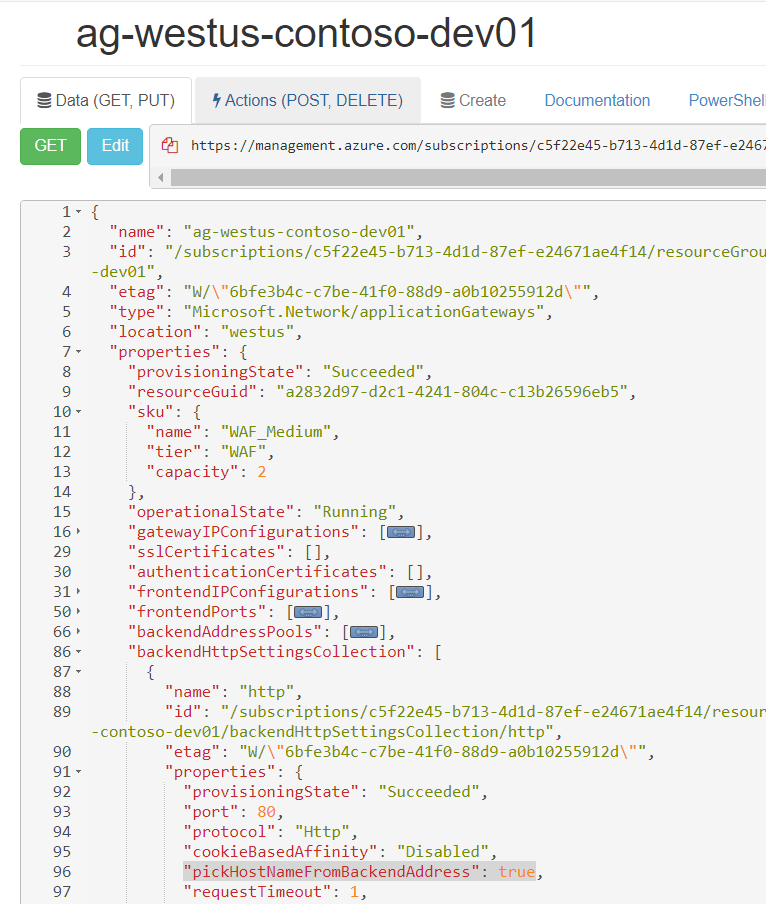 ag-westus-contoso-dev01
Data (GET, PUT) Actions (POST, DELETE) Create Documentation PowerShell
GET Edit https://management.azure.com/subscriptions/c5f22e45-b713-4d1d-87ef-e2467
1 {
2 "name": "ag-westus-contoso-dev01",
3 "id": "/subscriptions/c5f22e45-b713-4d1d-87ef-e24671ae4f14/resourceGrou
-dev01",
4 "etag": "W/\"6bfe3b4c-c7be-41f0-88d9-a0b10255912d\"",
5 "type": "Microsoft.Network/applicationGateways",
6 "location": "westus",
7 "properties": {
8 "provisioningState": "Succeeded",
9 "resourceGuid": "a2832d97-d2c1-4241-804c-c13b26596eb5",
10 "sku": {
11 "name": "WAF_Medium",
12 "tier": "WAF",
13 "capacity": 2
14 },
15 "operationalState": "Running",
16 "gatewayIPConfigurations": [],
29 "sslCertificates": [],
30 "authenticationCertificates": [],
31 "frontendIPConfigurations": [],
50 "frontendPorts": [],
66 "backendAddressPools": [],
86 "backendHttpSettingsCollection": [
87 {
88 "name": "http",
89 "id": "/subscriptions/c5f22e45-b713-4d1d-87ef-e24671ae4f14/resour
-contoso-dev01/backendHttpSettingsCollection/http",
90 "etag": "W/\"6bfe3b4c-c7be-41f0-88d9-a0b10255912d\"",
91 "properties": {
92 "provisioningState": "Succeeded",
93 "port": 80,
94 "protocol": "Http",
95 "cookieBasedAffinity": "Disabled",
96 "pickHostNameFromBackendAddress": true,
97 "requestTimeout": 1,